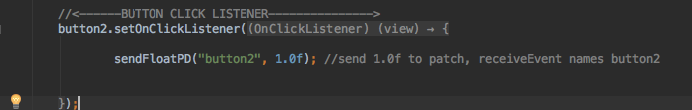 //<------BUTTON CLICK LISTENER--------------->
button2.setOnClickListener((OnClickListener) (view) → {
sendFloatPD("button2", 1.0f); //send 1.0f to patch, receiveEvent names button2
});